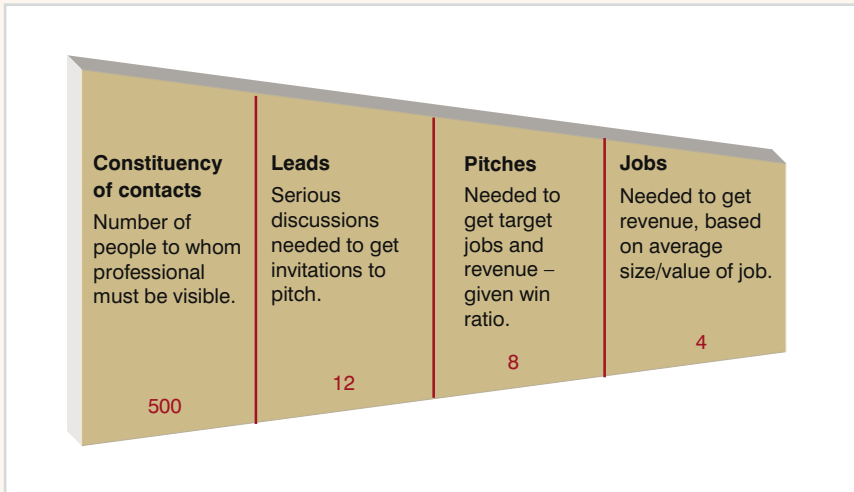 Constituency
of contacts
Number of
people to whom
professional
must be visible.
500
Leads
Serious
discussions
needed to get
invitations to
pitch.
12
Pitches
Needed to
get target
jobs and
revenue –
given win
ratio.
8
Jobs
Needed to get
revenue, based
on average
size/value of job.
4